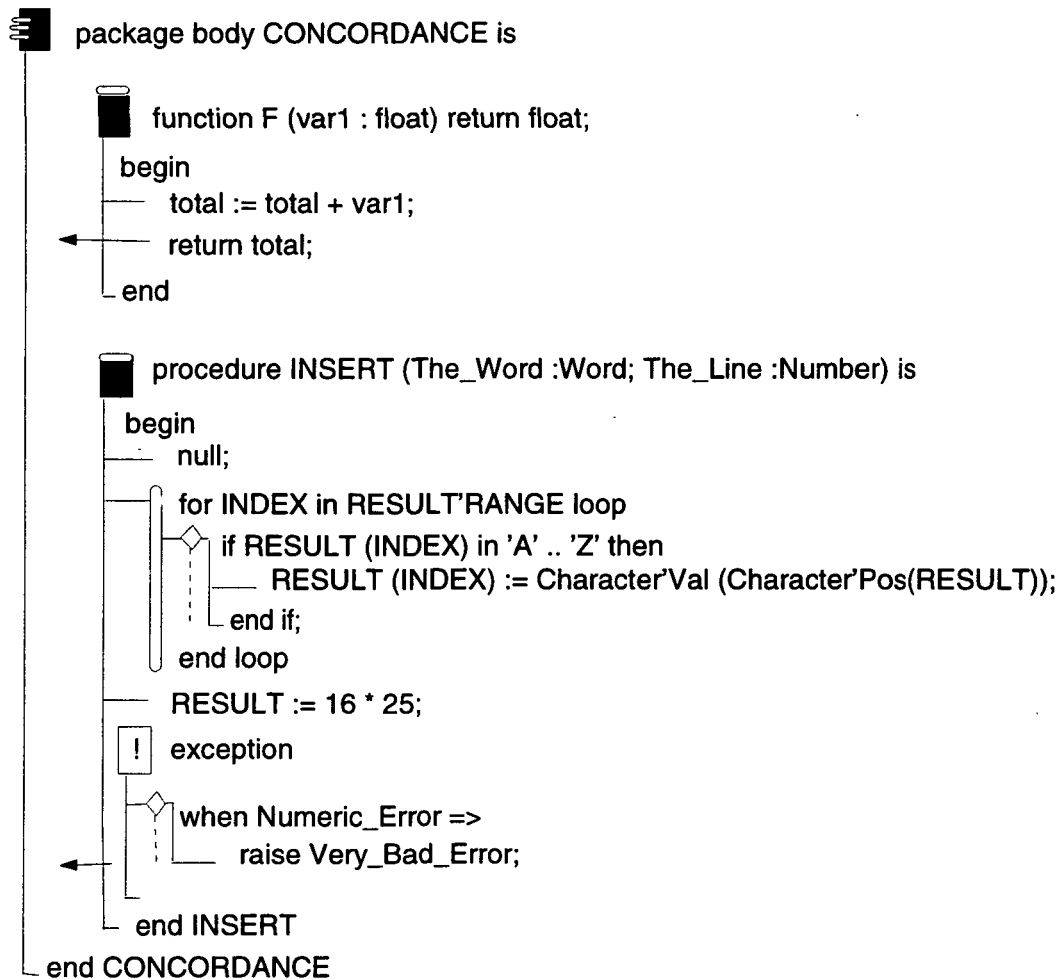 package body CONCORDANCE is
function F (var1 : float) return float;
begin
total := total + var1;
return total;
end
procedure INSERT (The_Word :Word; The_Line :Number) is
begin
null;
for INDEX in RESULT'RANGE loop
if RESULT (INDEX) in 'A' .. 'Z' then
RESULT (INDEX) := Character'Val (Character'Pos(RESULT));
end if;
end loop
RESULT := 16 * 25;
! exception
when Numeric_Error =>
raise Very_Bad_Error;
end INSERT
end CONCORDANCE